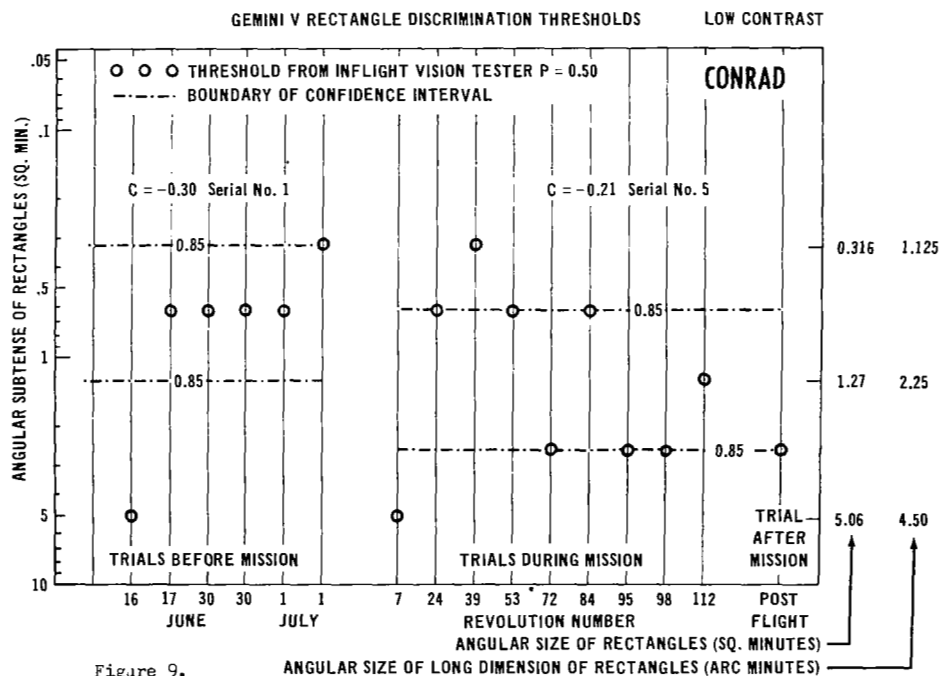 GEMINI V RECTANGLE DISCRIMINATION THRESHOLDS LOW CONTRAST
O O O THRESHOLD FROM INFLIGHT VISION TESTER P = 0.50
CONRAD
BOUNDARY OF CONFIDENCE INTERVAL
ANGULAR SUBTENSE OF RECTANGLES (SQ. MIN.)
.05
.1
.5
1
5
10
C = -0.30 Serial No. 1
C = -0.21 Serial No. 5
0.85
0.85
0.85
0.85
0.316 1.125
1.27 2.25
5.06 4.50
TRIALS BEFORE MISSION
TRIALS DURING MISSION
TRIAL
AFTER
MISSION
16 17 30 30 1 1 7 24 39 53 72 84 95 98 112 POST
JUNE JULY REVOLUTION NUMBER FLIGHT
ANGULAR SIZE OF RECTANGLES (SQ. MINUTES)
Figure 9. ANGULAR SIZE OF LONG DIMENSION OF RECTANGLES (ARC MINUTES)